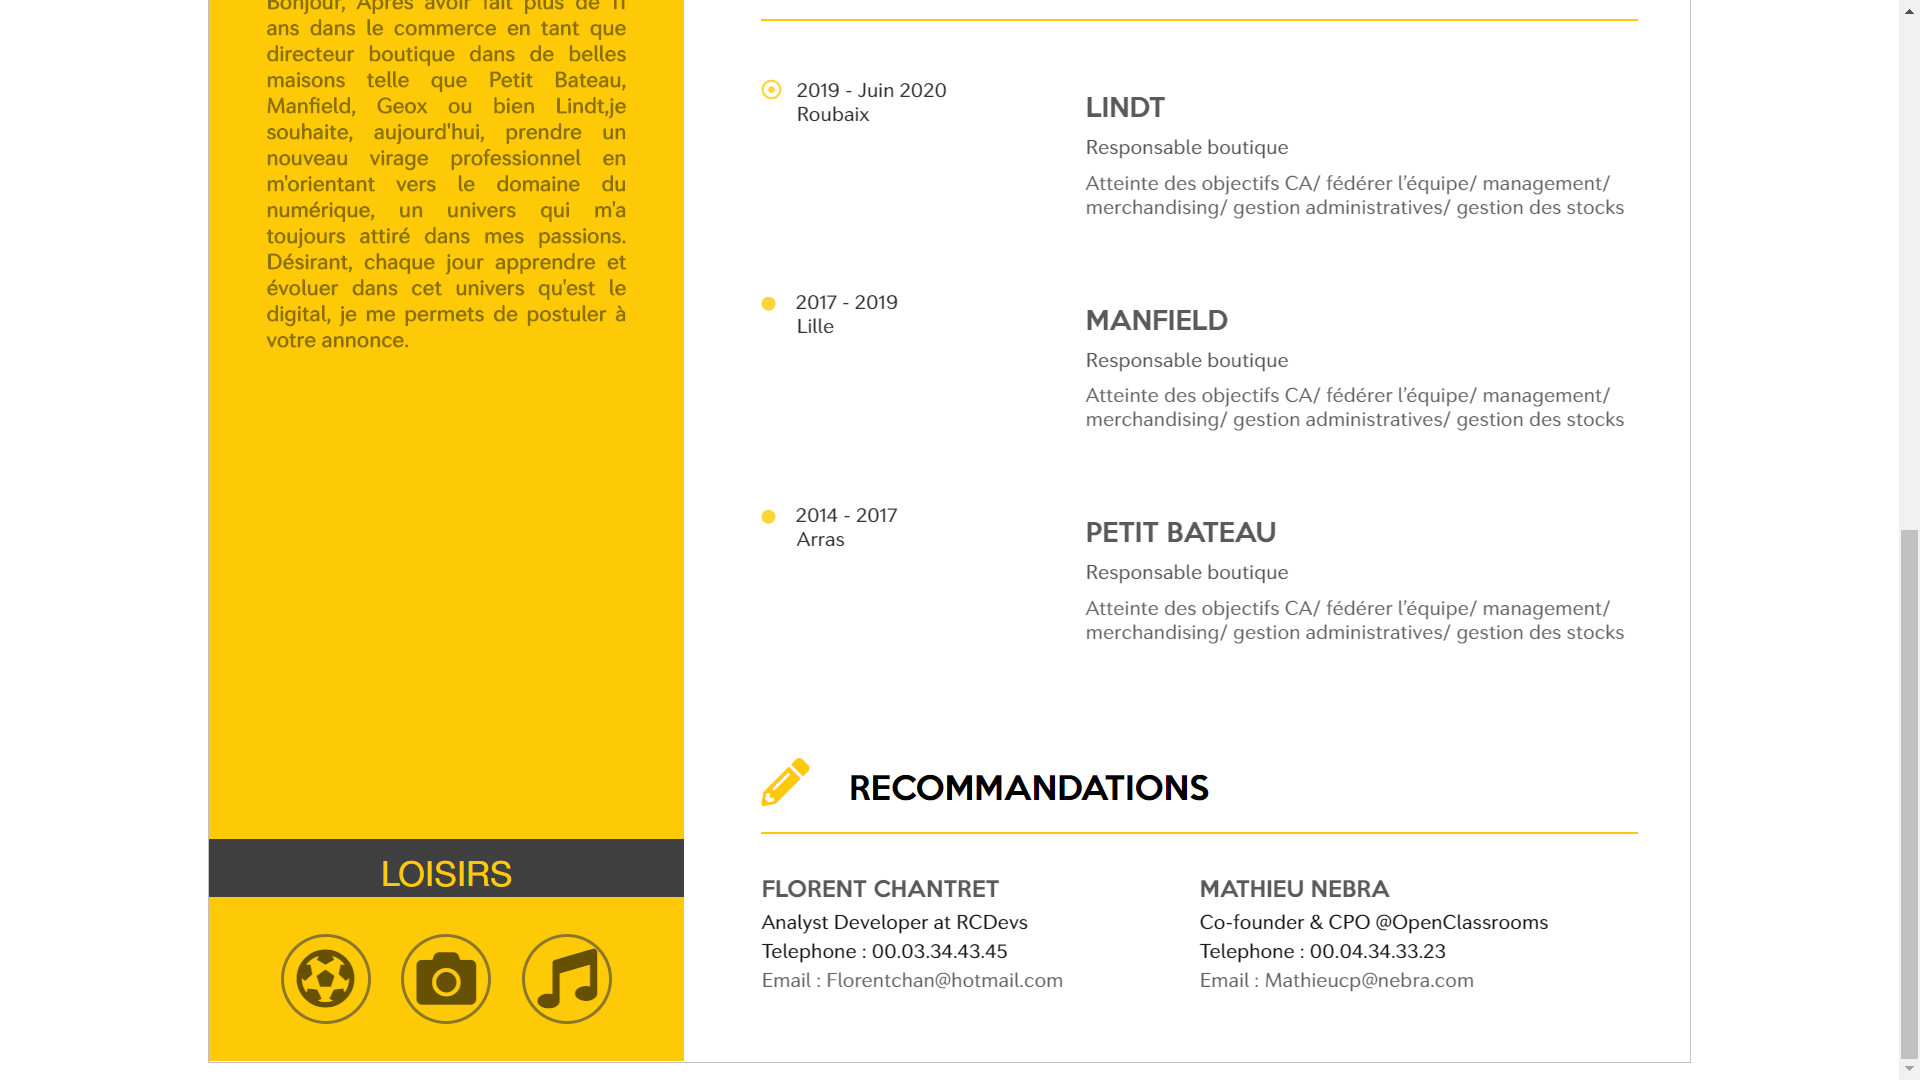 Bonjour, Après avoir fait plus de 11
ans dans le commerce en tant que
directeur boutique dans de belles
maisons telle que Petit Bateau,
Manfield, Geox ou bien Lindt,je
souhaite, aujourd'hui, prendre un
nouveau virage professionnel en
m'orientant vers le domaine du
numérique, un univers qui m'a
toujours attiré dans mes passions.
Désirant, chaque jour apprendre et
évoluer dans cet univers qu'est le
digital, je me permets de postuler à
votre annonce.
LOISIRS
2019 - Juin 2020
Roubaix
LINDT
Responsable boutique
Atteinte des objectifs CA/ fédérer l’équipe/ management/
merchandising/ gestion administratives/ gestion des stocks
2017 - 2019
Lille
MANFIELD
Responsable boutique
Atteinte des objectifs CA/ fédérer l’équipe/ management/
merchandising/ gestion administratives/ gestion des stocks
2014 - 2017
Arras
PETIT BATEAU
Responsable boutique
Atteinte des objectifs CA/ fédérer l’équipe/ management/
merchandising/ gestion administratives/ gestion des stocks
RECOMMANDATIONS
FLORENT CHANTRET
Analyst Developer at RCDevs
Telephone : 00.03.34.43.45
Email : Florentchan@hotmail.com
MATHIEU NEBRA
Co-founder & CPO @OpenClassrooms
Telephone : 00.04.34.33.23
Email : Mathieucp@nebra.com